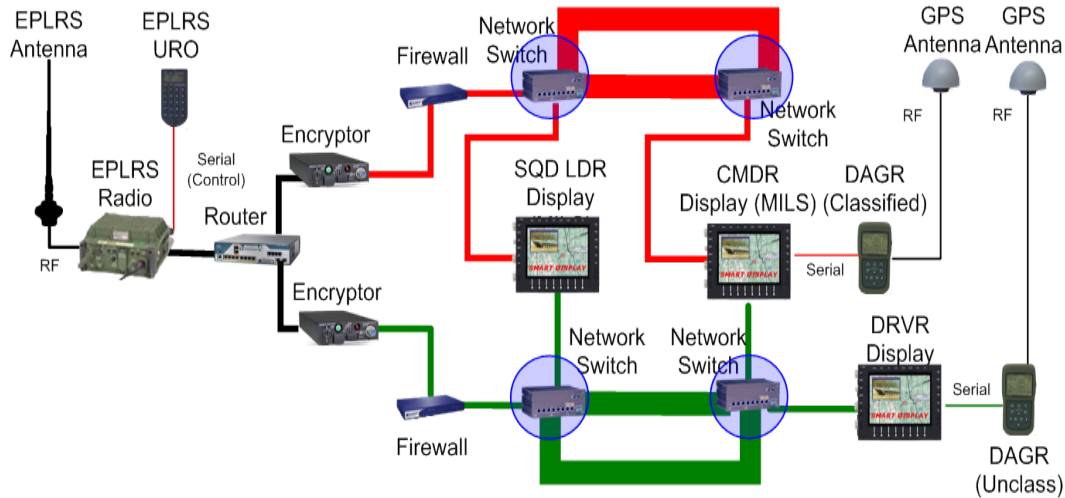 EPLRS
Antenna
EPLRS
URO
Network
Switch
GPS
Antenna
GPS
Antenna
Firewall
RF
RF
Network
Switch
Encryptor
Serial
(Control)
EPLRS
Radio
SQD LDR
Display
CMDR
Display (MILS)
DAGR
(Classified)
Router
RF
SMART DISPLAY
SMART DISPLAY
Serial
Encryptor
Network
Switch
Network
Switch
DRVR
Display
Serial
SMART DISPLAY
Firewall
DAGR
(Unclass)